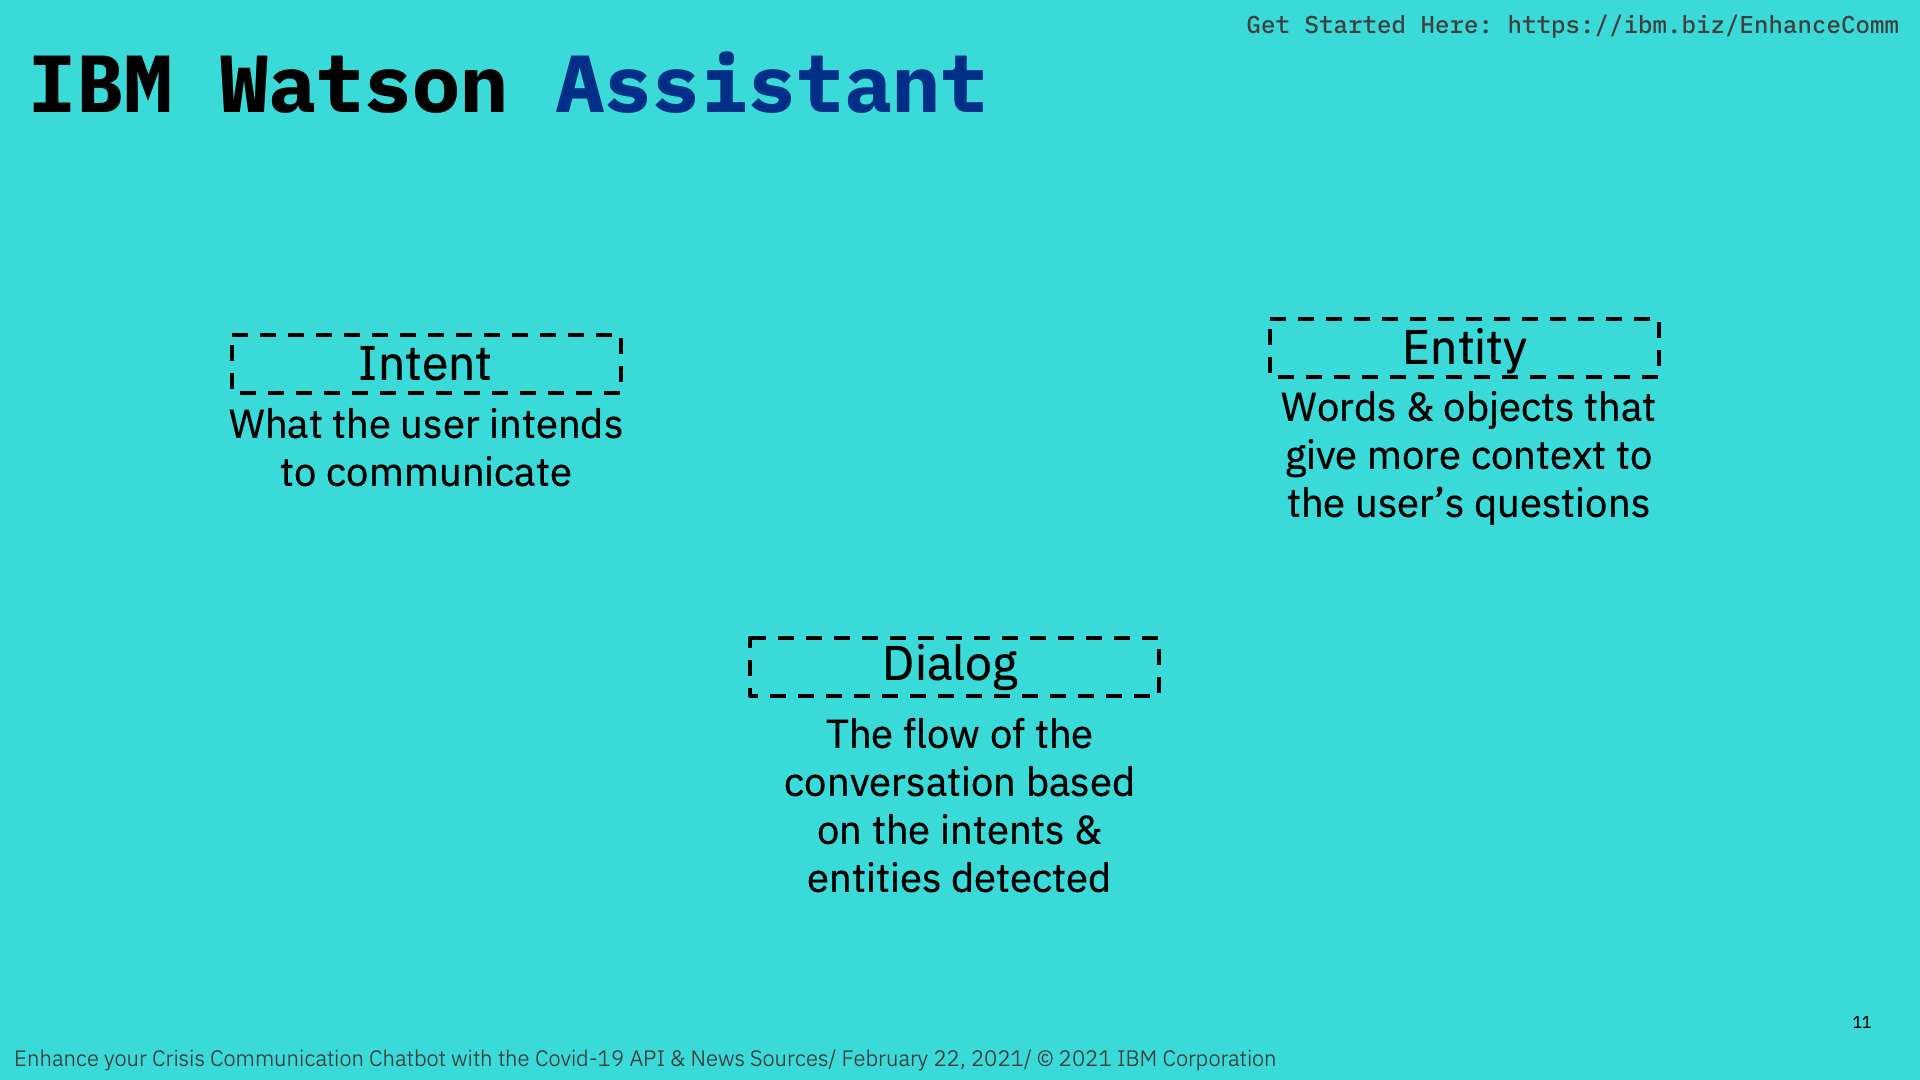 Get Started Here: https://ibm.biz/EnhanceComm
IBM Watson Assistant
Intent
What the user intends
to communicate
Entity
Words & objects that
give more context to
the user’s questions
Dialog
The flow of the
conversation based
on the intents &
entities detected
11
Enhance your Crisis Communication Chatbot with the Covid-19 API & News Sources/ February 22, 2021/ © 2021 IBM Corporation